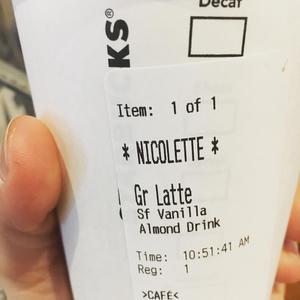 Decaf
KS®
Item: 1 of 1
* NICOLETTE *
Gr Latte
Sf Vanilla
Almond Drink
Time: 10:51:41 AM
Reg: 1
>CAFÉ<